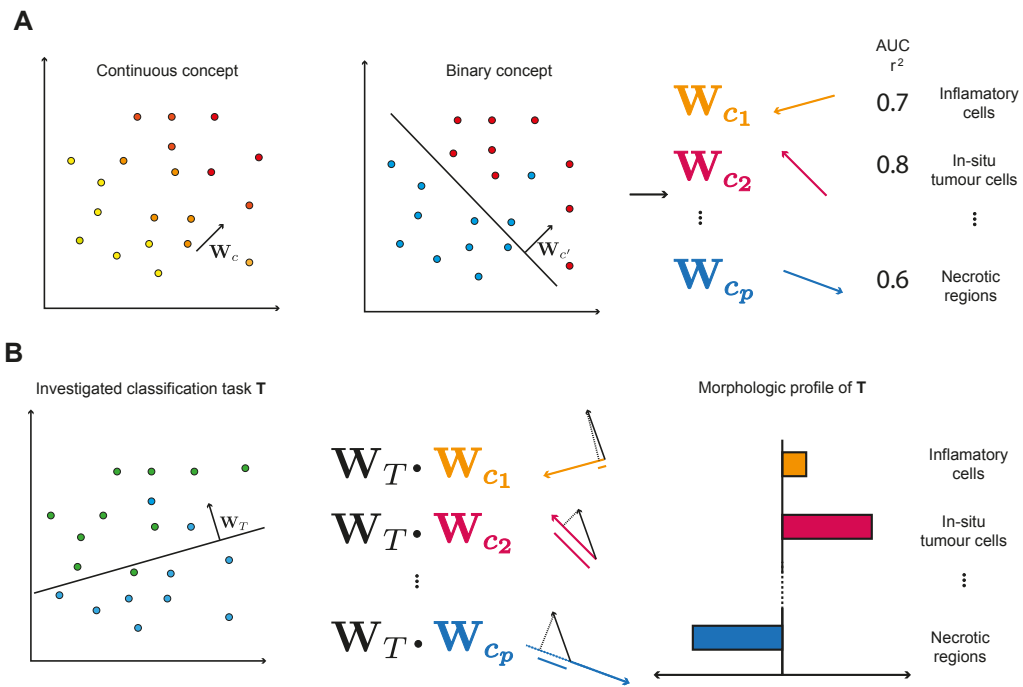 A
Continuous concept
W_c
Binary concept
W_c'
W_c1
W_c2
⋮
W_cp
AUC
r²
0.7
Inflamatory
cells
0.8
In-situ
tumour cells
⋮
0.6
Necrotic
regions
B
Investigated classification task T
W_T
W_T · W_c1
W_T · W_c2
⋮
W_T · W_cp
Morphologic profile of T
Inflamatory
cells
In-situ
tumour cells
⋮
Necrotic
regions